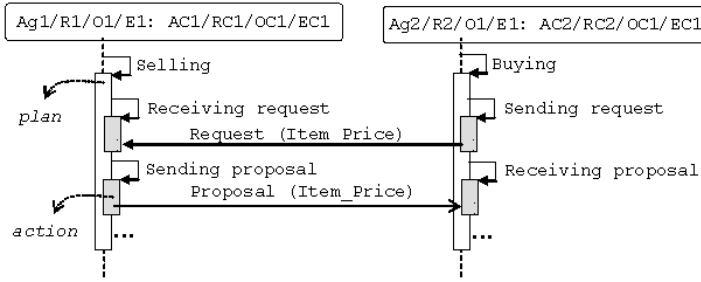 Ag1/R1/O1/E1: AC1/RC1/OC1/EC1
Ag2/R2/O1/E1: AC2/RC2/OC1/EC1
Selling
Buying
plan
Receiving request
Sending request
Request (Item Price)
Sending proposal
Receiving proposal
Proposal (Item_Price)
action
...
...